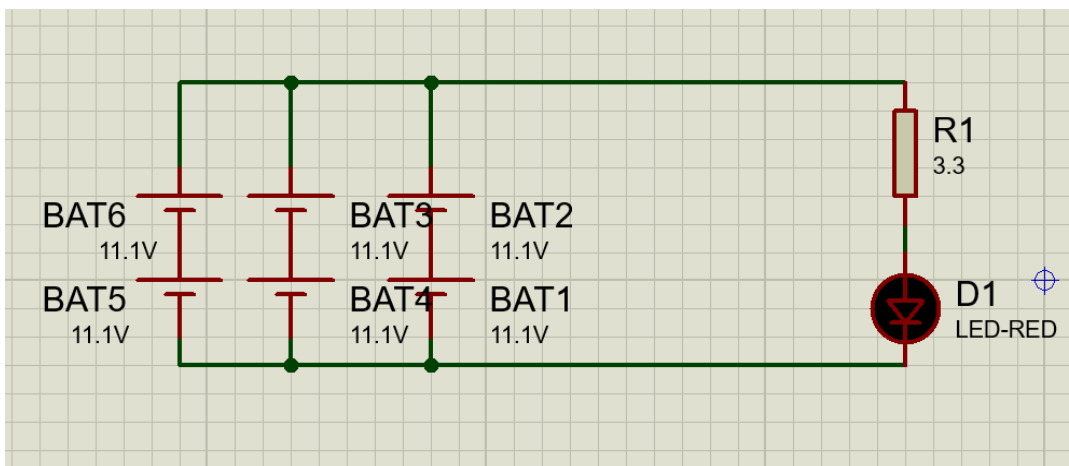 R1
3.3
BAT6
11.1V
BAT3
11.1V
BAT2
11.1V
BAT5
11.1V
BAT4
11.1V
BAT1
11.1V
D1
LED-RED